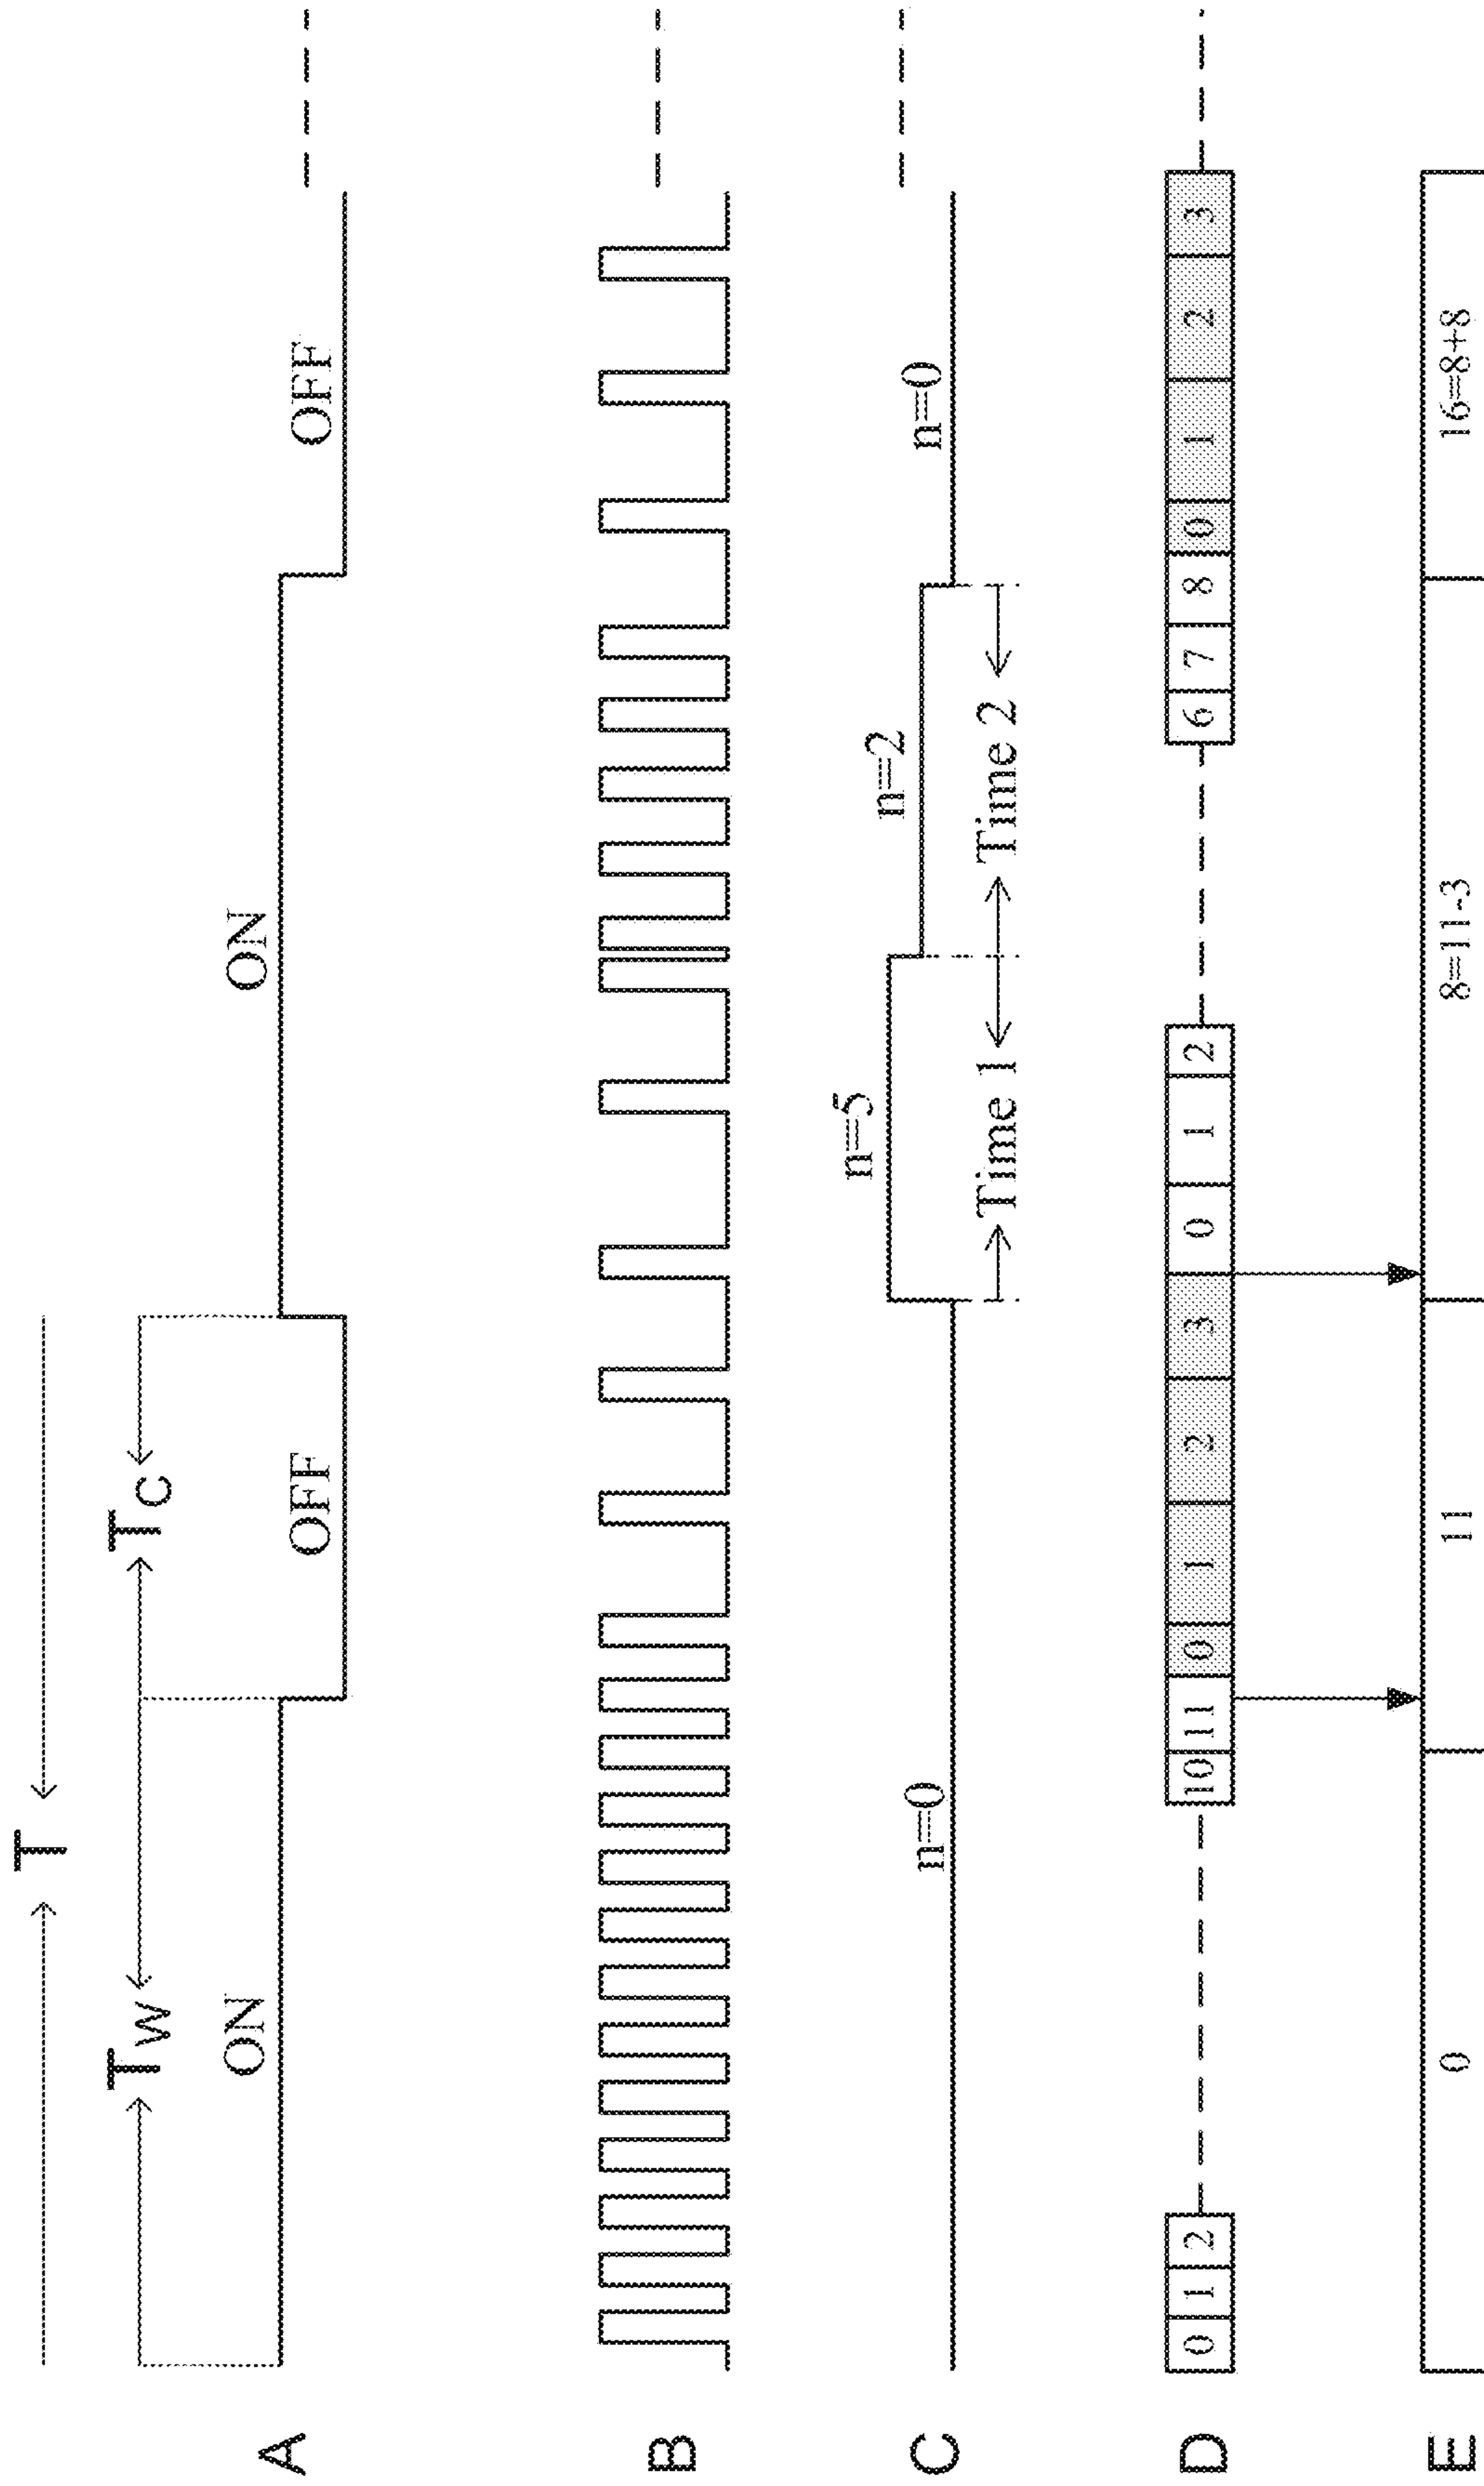 T
TW TC
A ON OFF ON OFF
B
C n=0 n=5 n=2 n=0
Time 1 Time 2
D 0 1 2 10 11 0 1 2 3 0 1 2 6 7 8 0 1 2 3
E 0 11 8=11-3 16=8+8